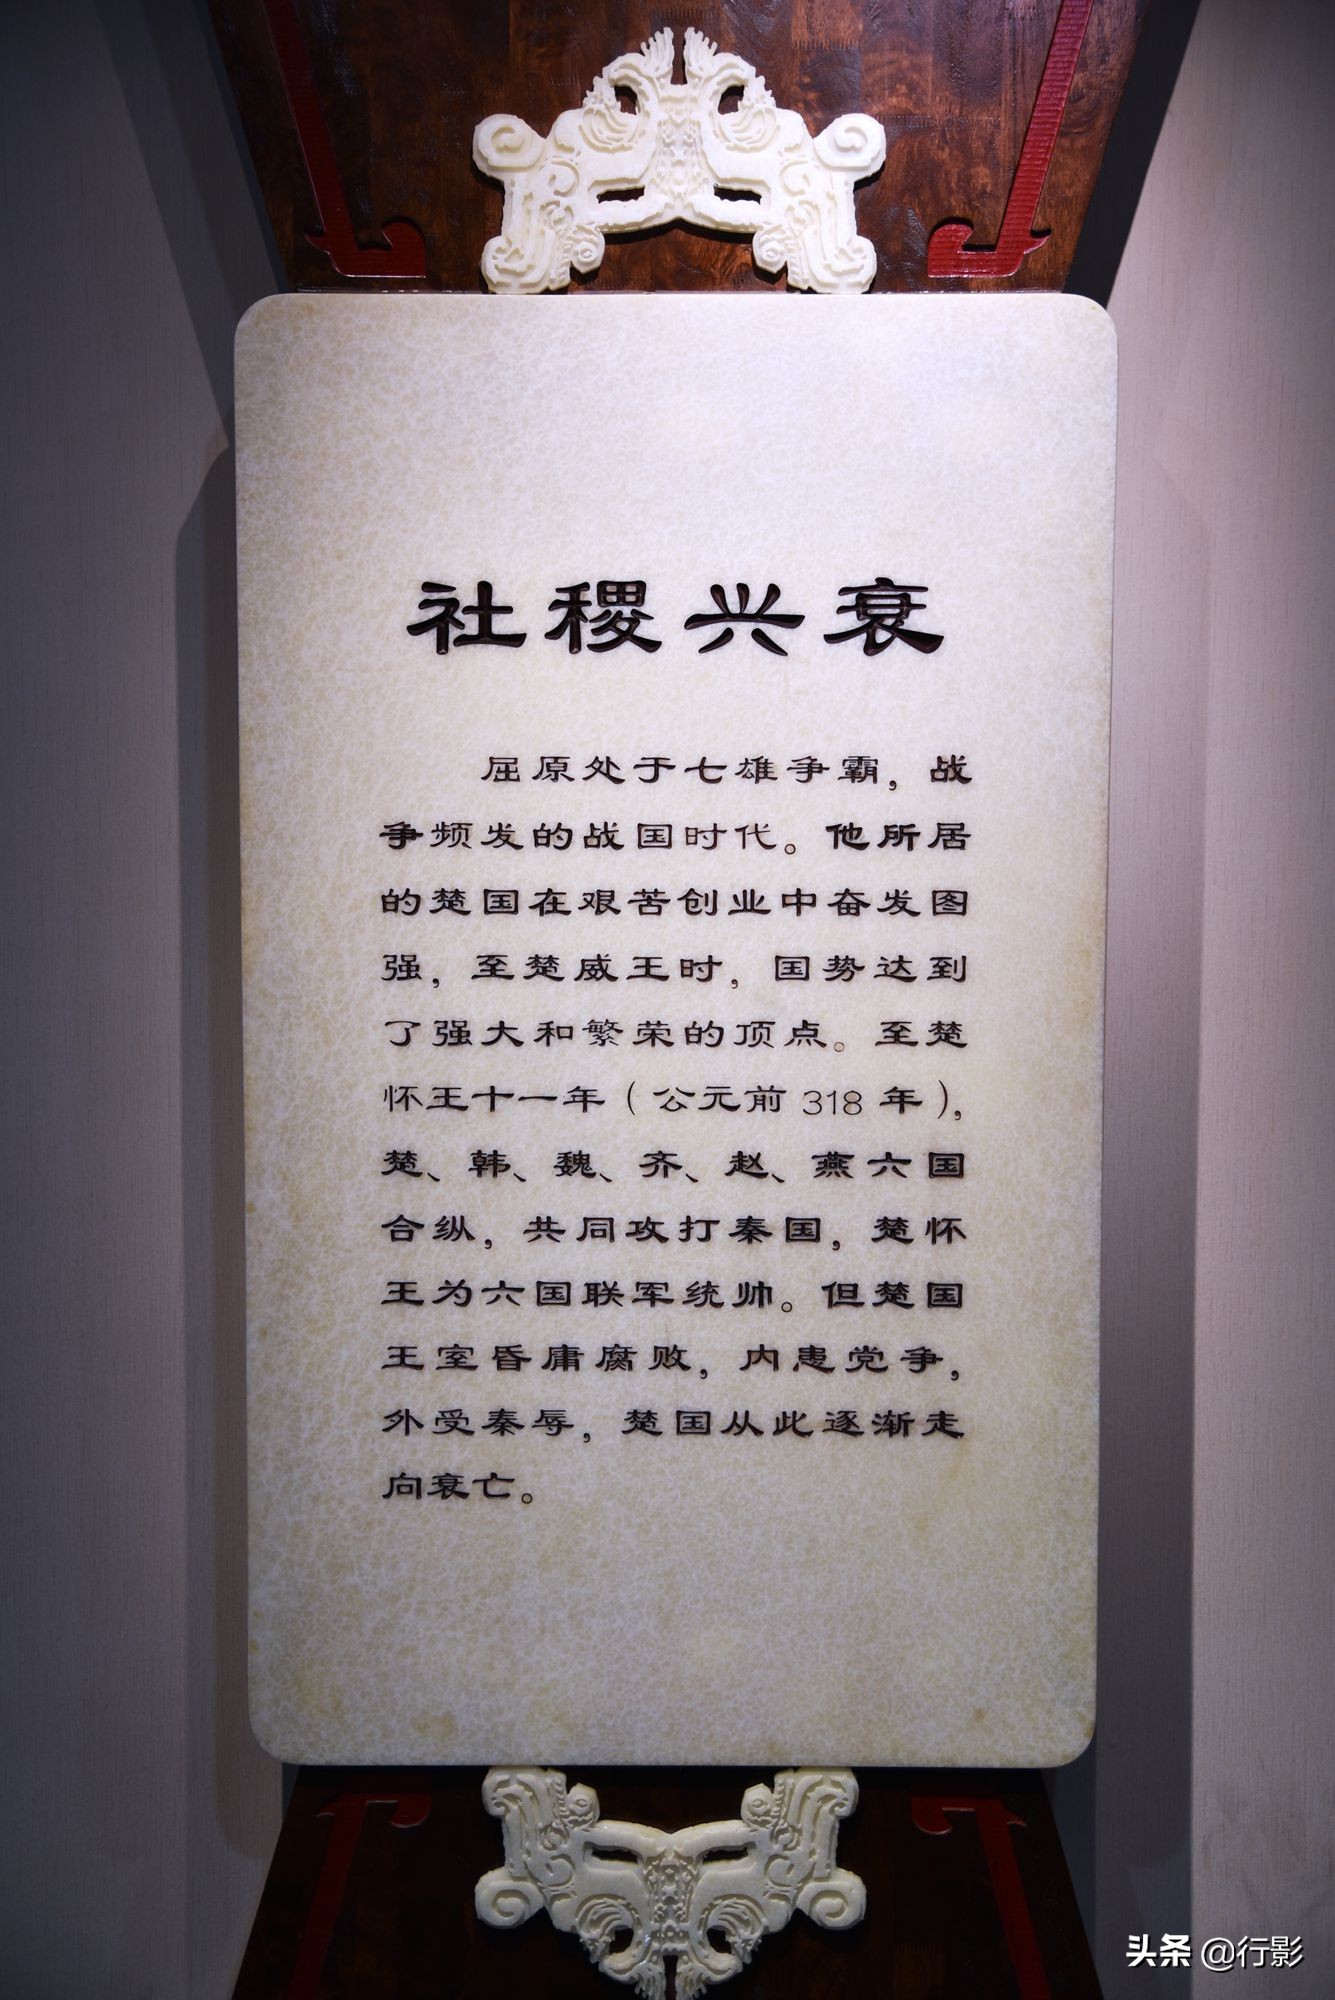 社稷兴衰
屈原处于七雄争霸，战
争频发的战国时代。他所居
的楚国在艰苦创业中奋发图
强，至楚威王时，国势达到
了强大和繁荣的顶点。至楚
怀王十一年（公元前318年），
楚、韩、魏、齐、赵、燕六国
合纵，共同攻打秦国，楚怀
王为六国联军统帅。但楚国
王室昏庸腐败，内患党争，
外受秦辱，楚国从此逐渐走
向衰亡。
头条 @行影